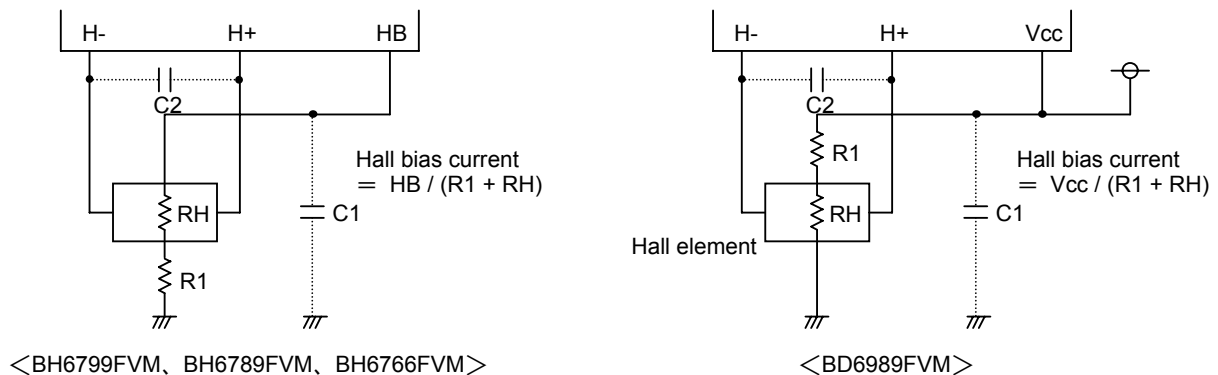 H- H+ HB
C2
Hall bias current
＝ HB / (R1 + RH)
RH
C1
R1
＜BH6799FVM、BH6789FVM、BH6766FVM＞
H- H+ Vcc
C2
R1
Hall bias current
＝ Vcc / (R1 + RH)
RH
C1
Hall element
＜BD6989FVM＞